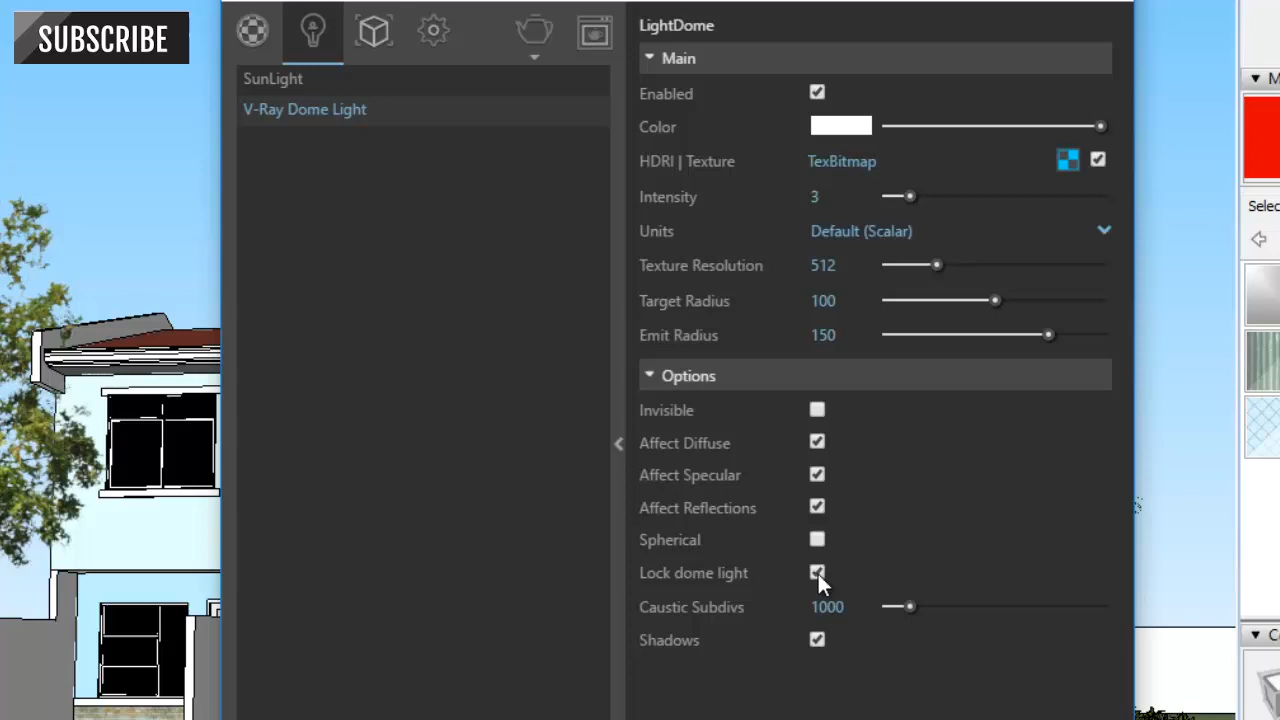 SUBSCRIBE
SunLight
V-Ray Dome Light
LightDome
Main
Enabled
Color
HDRI | Texture TexBitmap
Intensity 3
Units Default (Scalar)
Texture Resolution 512
Target Radius 100
Emit Radius 150
Options
Invisible
Affect Diffuse
Affect Specular
Affect Reflections
Spherical
Lock dome light
Caustic Subdivs 1000
Shadows